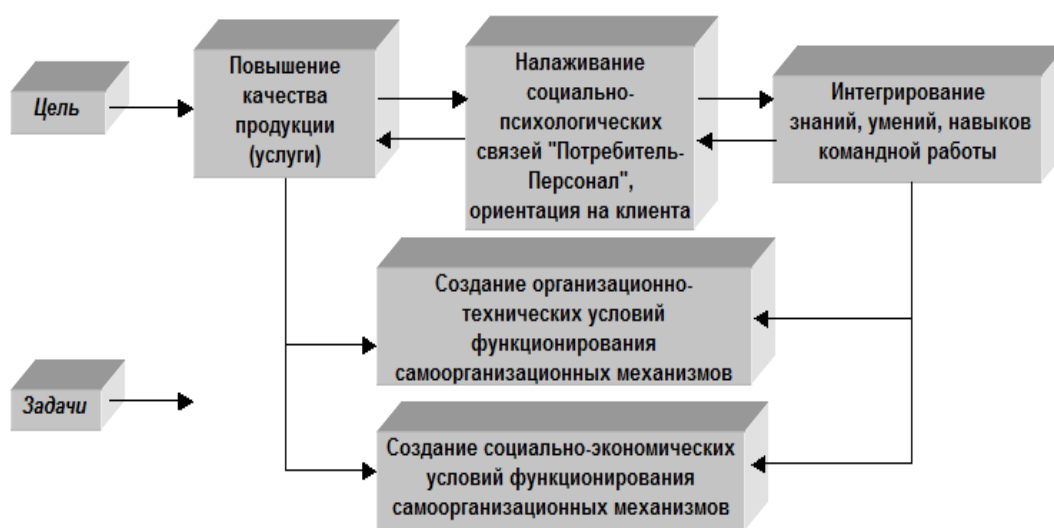 Цель
Повышение
качества
продукции
(услуги)
Налаживание
социально-
психологических
связей "Потребитель-
Персонал",
ориентация на клиента
Интегрирование
знаний, умений, навыков
командной работы
Создание организационно-
технических условий
функционирования
самоорганизационных механизмов
Задачи
Создание социально-экономических
условий функционирования
самоорганизационных механизмов